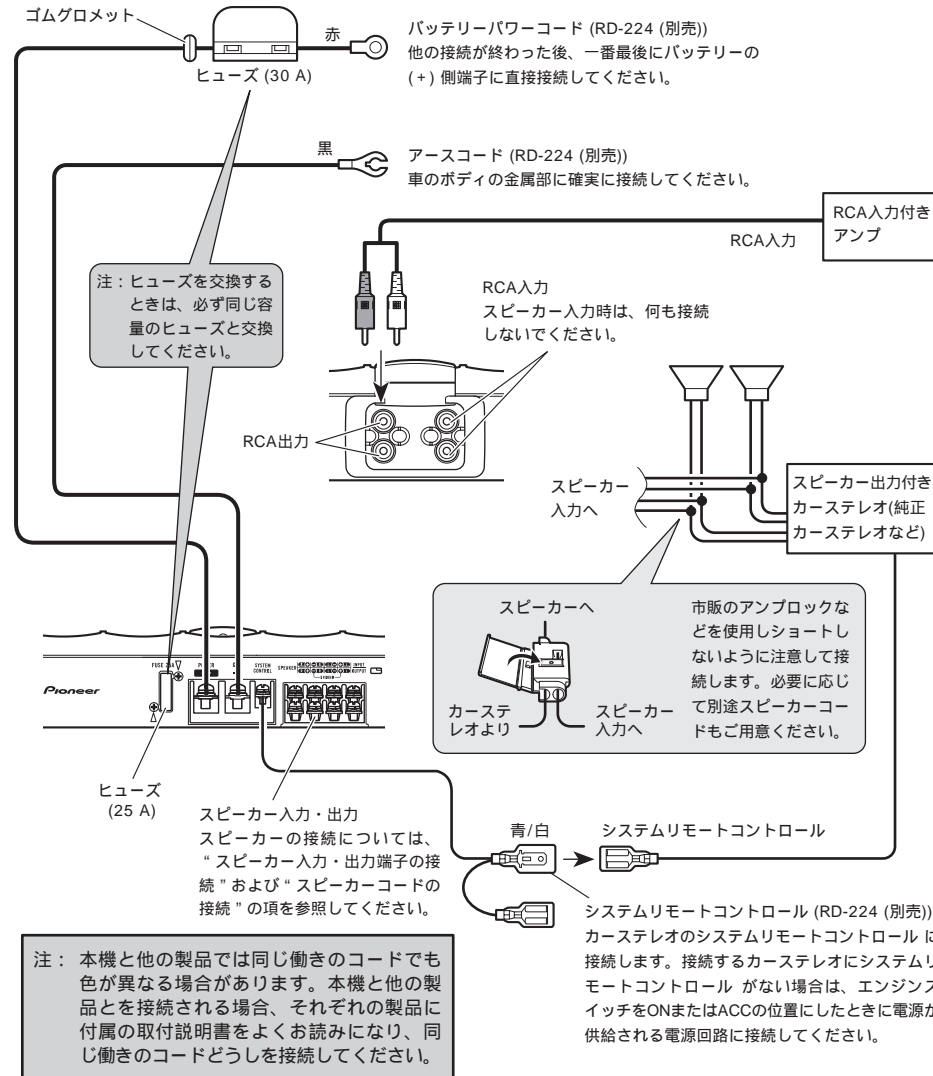 ゴムグロメット
赤
ヒューズ (30 A)
バッテリーパワーコード (RD-224 (別売))
他の接続が終わった後、一番最後にバッテリーの
(+) 側端子に直接接続してください。
黒
アースコード (RD-224 (別売))
車のボディの金属部に確実に接続してください。
RCA入力
RCA入力付き
アンプ
注：ヒューズを交換する
ときは、必ず同じ容
量のヒューズと交換
してください。
RCA入力
スピーカー入力時は、何も接続
しないでください。
RCA出力
スピーカー
入力へ
スピーカー出力付き
カーステレオ(純正
カーステレオなど)
スピーカーへ
カーステ
レオより
スピーカー
入力へ
市販のアンプロックな
どを使用しショートし
ないように注意して接
続します。必要に応じ
て別途スピーカーコー
ドもご用意ください。
Pioneer
FUSE 25A
POWER
SYSTEM
CONTROL
SPEAKER
INPUT
OUTPUT
ヒューズ
(25 A)
スピーカー入力・出力
スピーカーの接続については、
“ スピーカー入力・出力端子の接
続 ” および “ スピーカーコードの
接続 ” の項を参照してください。
青/白
システムリモートコントロール
システムリモートコントロール (RD-224 (別売))
カーステレオのシステムリモートコントロール に
接続します。接続するカーステレオにシステムリ
モートコントロール がない場合は、エンジンス
イッチをONまたはACCの位置にしたときに電源が
供給される電源回路に接続してください。
注： 本機と他の製品では同じ働きのコードでも
色が異なる場合があります。本機と他の製
品とを接続される場合、それぞれの製品に
付属の取付説明書をよくお読みになり、同
じ働きのコードどうしを接続してください。